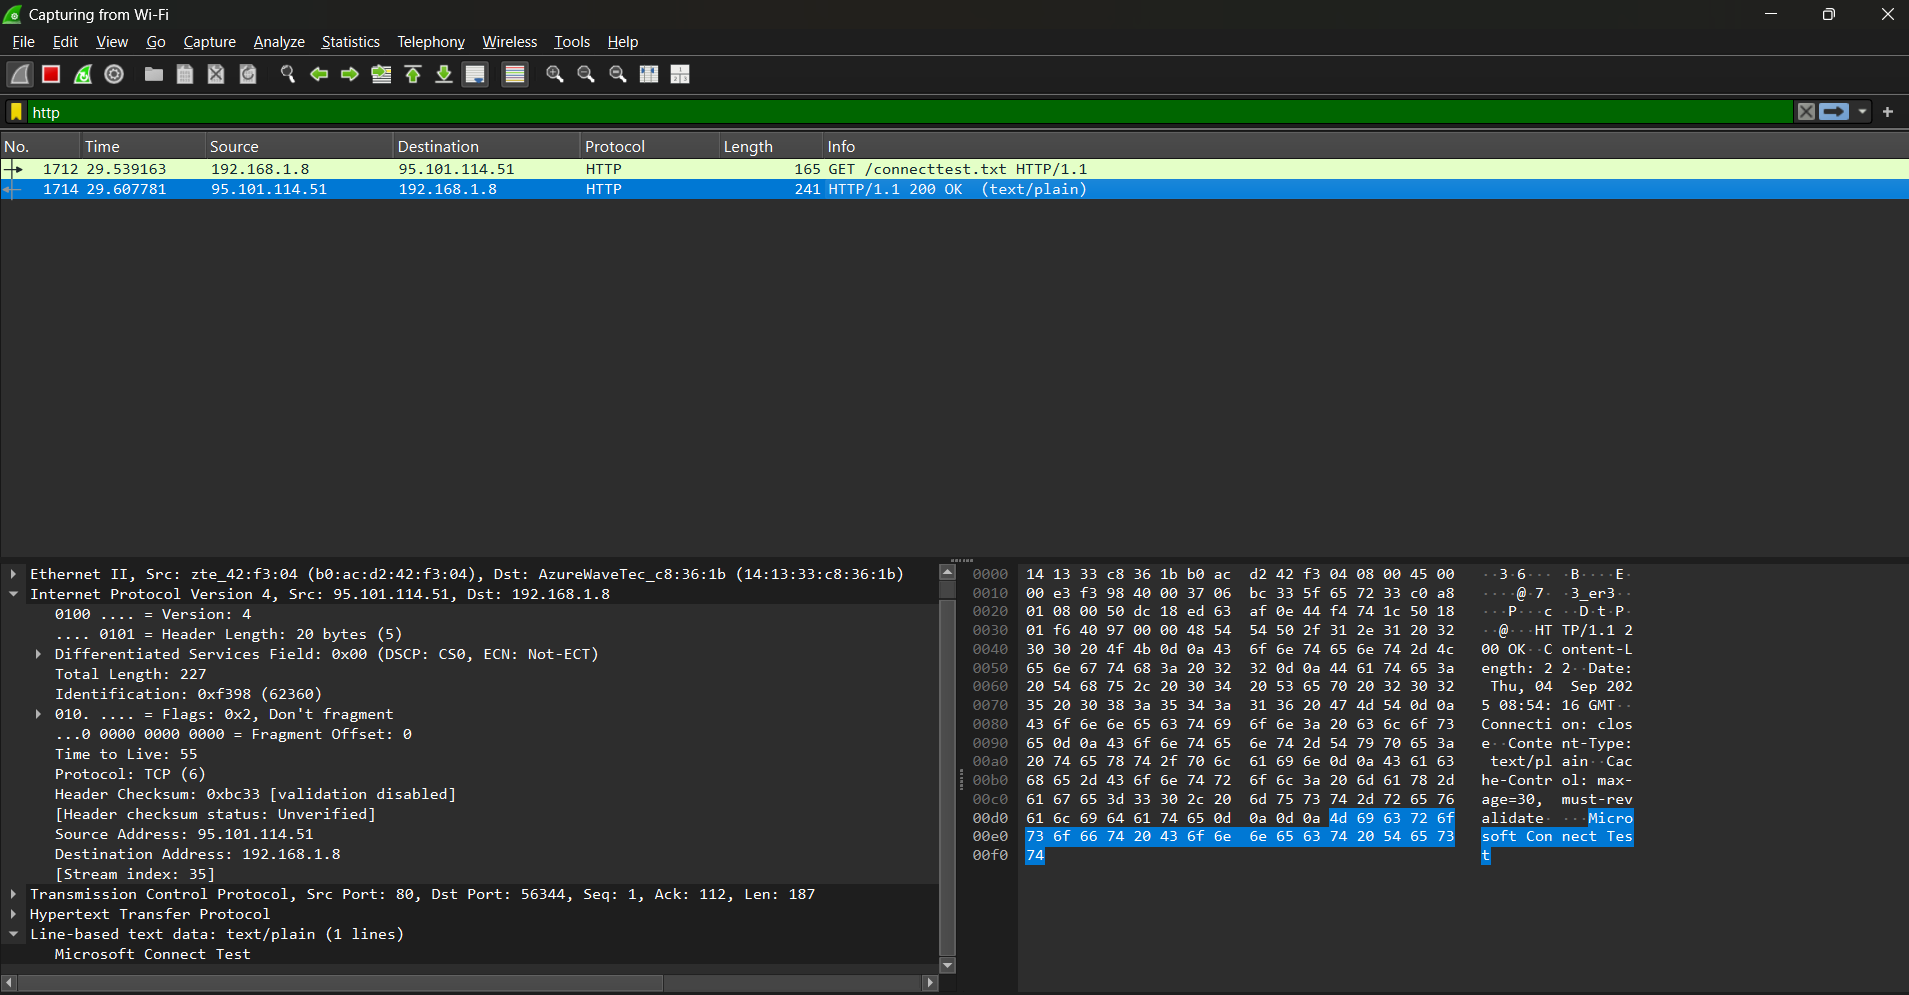 Capturing from Wi-Fi
File Edit View Go Capture Analyze Statistics Telephony Wireless Tools Help
http
No. Time Source Destination Protocol Length Info
1712 29.539163 192.168.1.8 95.101.114.51 HTTP 165 GET /connecttest.txt HTTP/1.1
1714 29.607781 95.101.114.51 192.168.1.8 HTTP 241 HTTP/1.1 200 OK (text/plain)
Ethernet II, Src: zte_42:f3:04 (b0:ac:d2:42:f3:04), Dst: AzureWaveTec_c8:36:1b (14:13:33:c8:36:1b)
Internet Protocol Version 4, Src: 95.101.114.51, Dst: 192.168.1.8
0100 .... = Version: 4
.... 0101 = Header Length: 20 bytes (5)
Differentiated Services Field: 0x00 (DSCP: CS0, ECN: Not-ECT)
Total Length: 227
Identification: 0xf398 (62360)
010. .... = Flags: 0x2, Don't fragment
...0 0000 0000 0000 = Fragment Offset: 0
Time to Live: 55
Protocol: TCP (6)
Header Checksum: 0xbc33 [validation disabled]
[Header checksum status: Unverified]
Source Address: 95.101.114.51
Destination Address: 192.168.1.8
[Stream index: 35]
Transmission Control Protocol, Src Port: 80, Dst Port: 56344, Seq: 1, Ack: 112, Len: 187
Hypertext Transfer Protocol
Line-based text data: text/plain (1 lines)
Microsoft Connect Test
0000 14 13 33 c8 36 1b b0 ac d2 42 f3 04 08 00 45 00 ··3·6··· ·B····E·
0010 00 e3 f3 98 40 00 37 06 bc 33 5f 65 72 33 c0 a8 ····@·7· ·3_er3··
0020 01 08 00 50 dc 18 ed 63 af 0e 44 f4 74 1c 50 18 ···P···c ··D·t·P·
0030 01 f6 40 97 00 00 48 54 54 50 2f 31 2e 31 20 32 ··@···HT TP/1.1 2
0040 30 30 20 4f 4b 0d 0a 43 6f 6e 74 65 6e 74 2d 4c 00 OK··C ontent-L
0050 65 6e 67 74 68 3a 20 32 32 0d 0a 44 61 74 65 3a ength: 2 2··Date:
0060 20 54 68 75 2c 20 30 34 20 53 65 70 20 32 30 32 Thu, 04 Sep 202
0070 35 20 30 38 3a 35 34 3a 31 36 20 47 4d 54 0d 0a 5 08:54: 16 GMT··
0080 43 6f 6e 6e 65 63 74 69 6f 6e 3a 20 63 6c 6f 73 Connecti on: clos
0090 65 0d 0a 43 6f 6e 74 65 6e 74 2d 54 79 70 65 3a e··Conte nt-Type:
00a0 20 74 65 78 74 2f 70 6c 61 69 6e 0d 0a 43 61 63 text/pl ain··Cac
00b0 68 65 2d 43 6f 6e 74 72 6f 6c 3a 20 6d 61 78 2d he-Contr ol: max-
00c0 61 67 65 3d 33 30 2c 20 6d 75 73 74 2d 72 65 76 age=30, must-rev
00d0 61 6c 69 64 61 74 65 0d 0a 0d 0a 4d 69 63 72 6f alidate· ···Micro
00e0 73 6f 66 74 20 43 6f 6e 6e 65 63 74 20 54 65 73 soft Con nect Tes
00f0 74 t